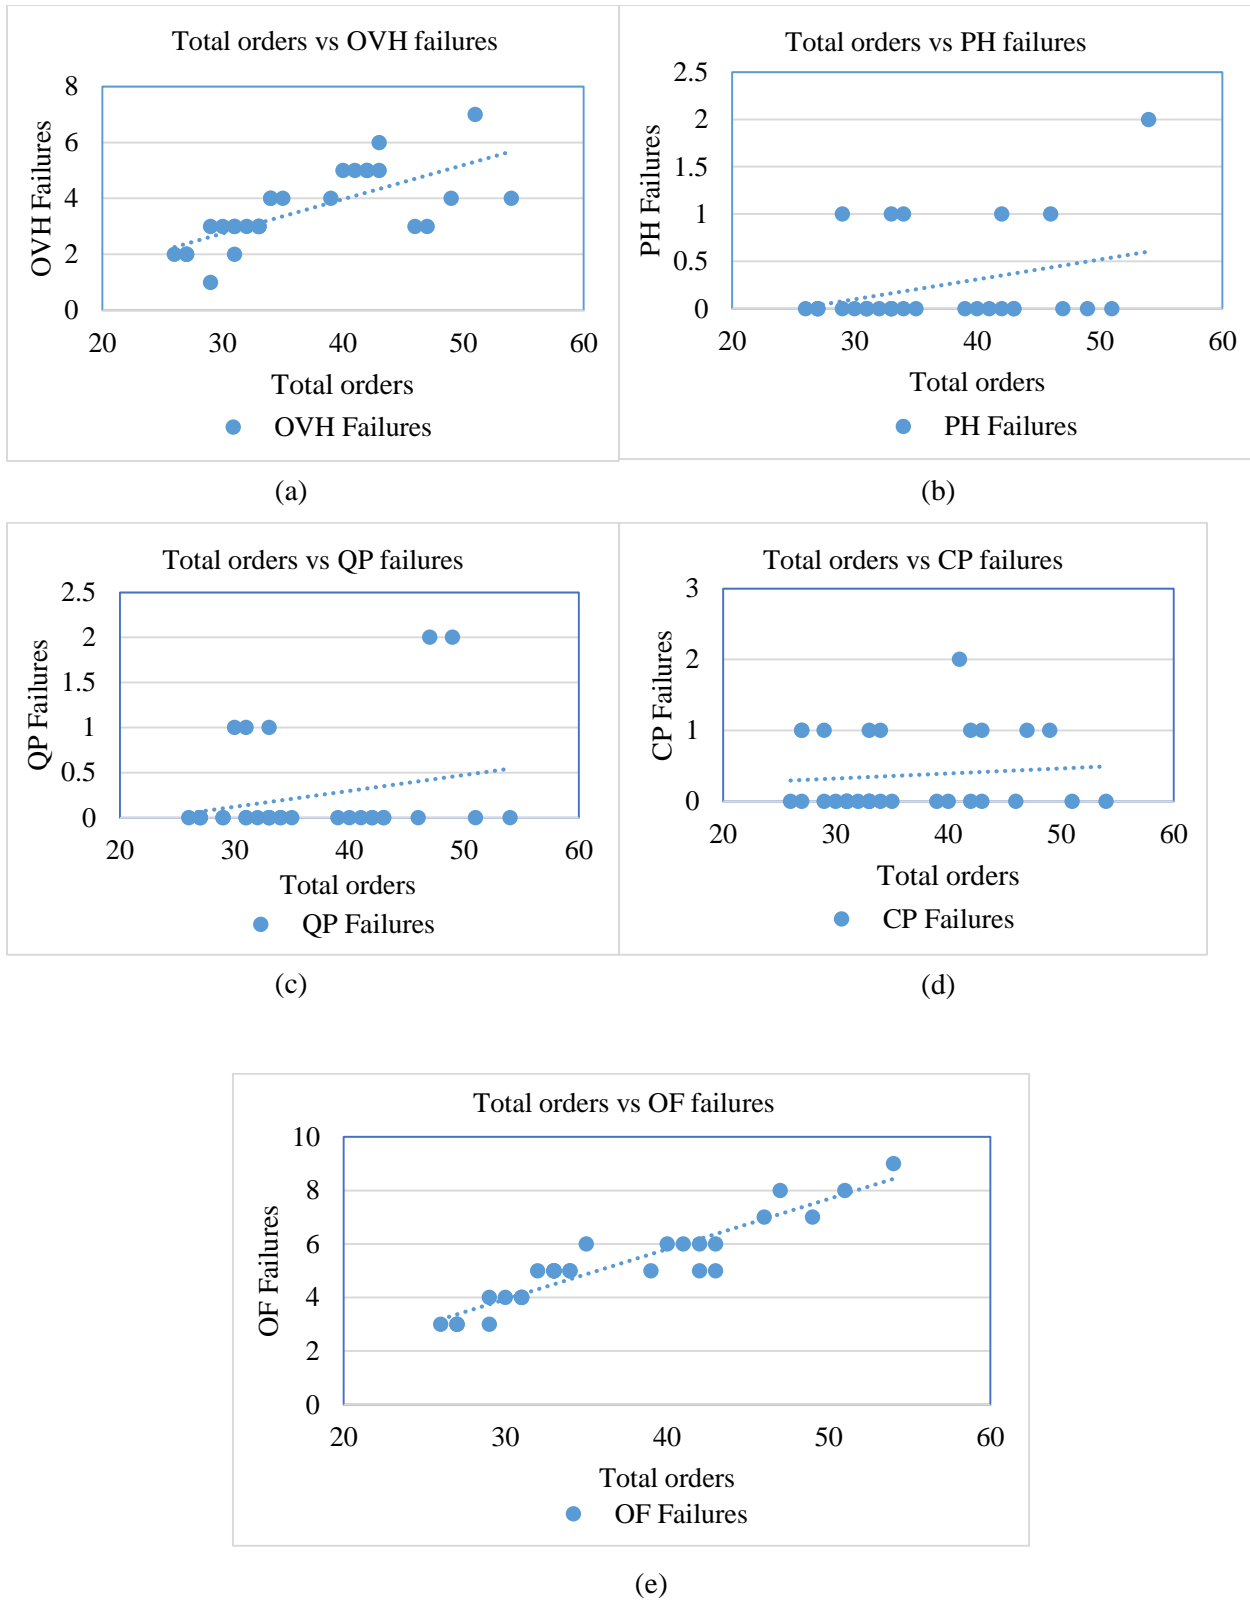 Total orders vs OVH failures
OVH Failures
8
6
4
2
0
20 30 40 50 60
Total orders
OVH Failures
(a)
Total orders vs PH failures
PH Failures
2.5
2
1.5
1
0.5
0
20 30 40 50 60
Total orders
PH Failures
(b)
Total orders vs QP failures
QP Failures
2.5
2
1.5
1
0.5
0
20 30 40 50 60
Total orders
QP Failures
(c)
Total orders vs CP failures
CP Failures
3
2
1
0
20 30 40 50 60
Total orders
CP Failures
(d)
Total orders vs OF failures
OF Failures
10
8
6
4
2
0
20 30 40 50 60
Total orders
OF Failures
(e)